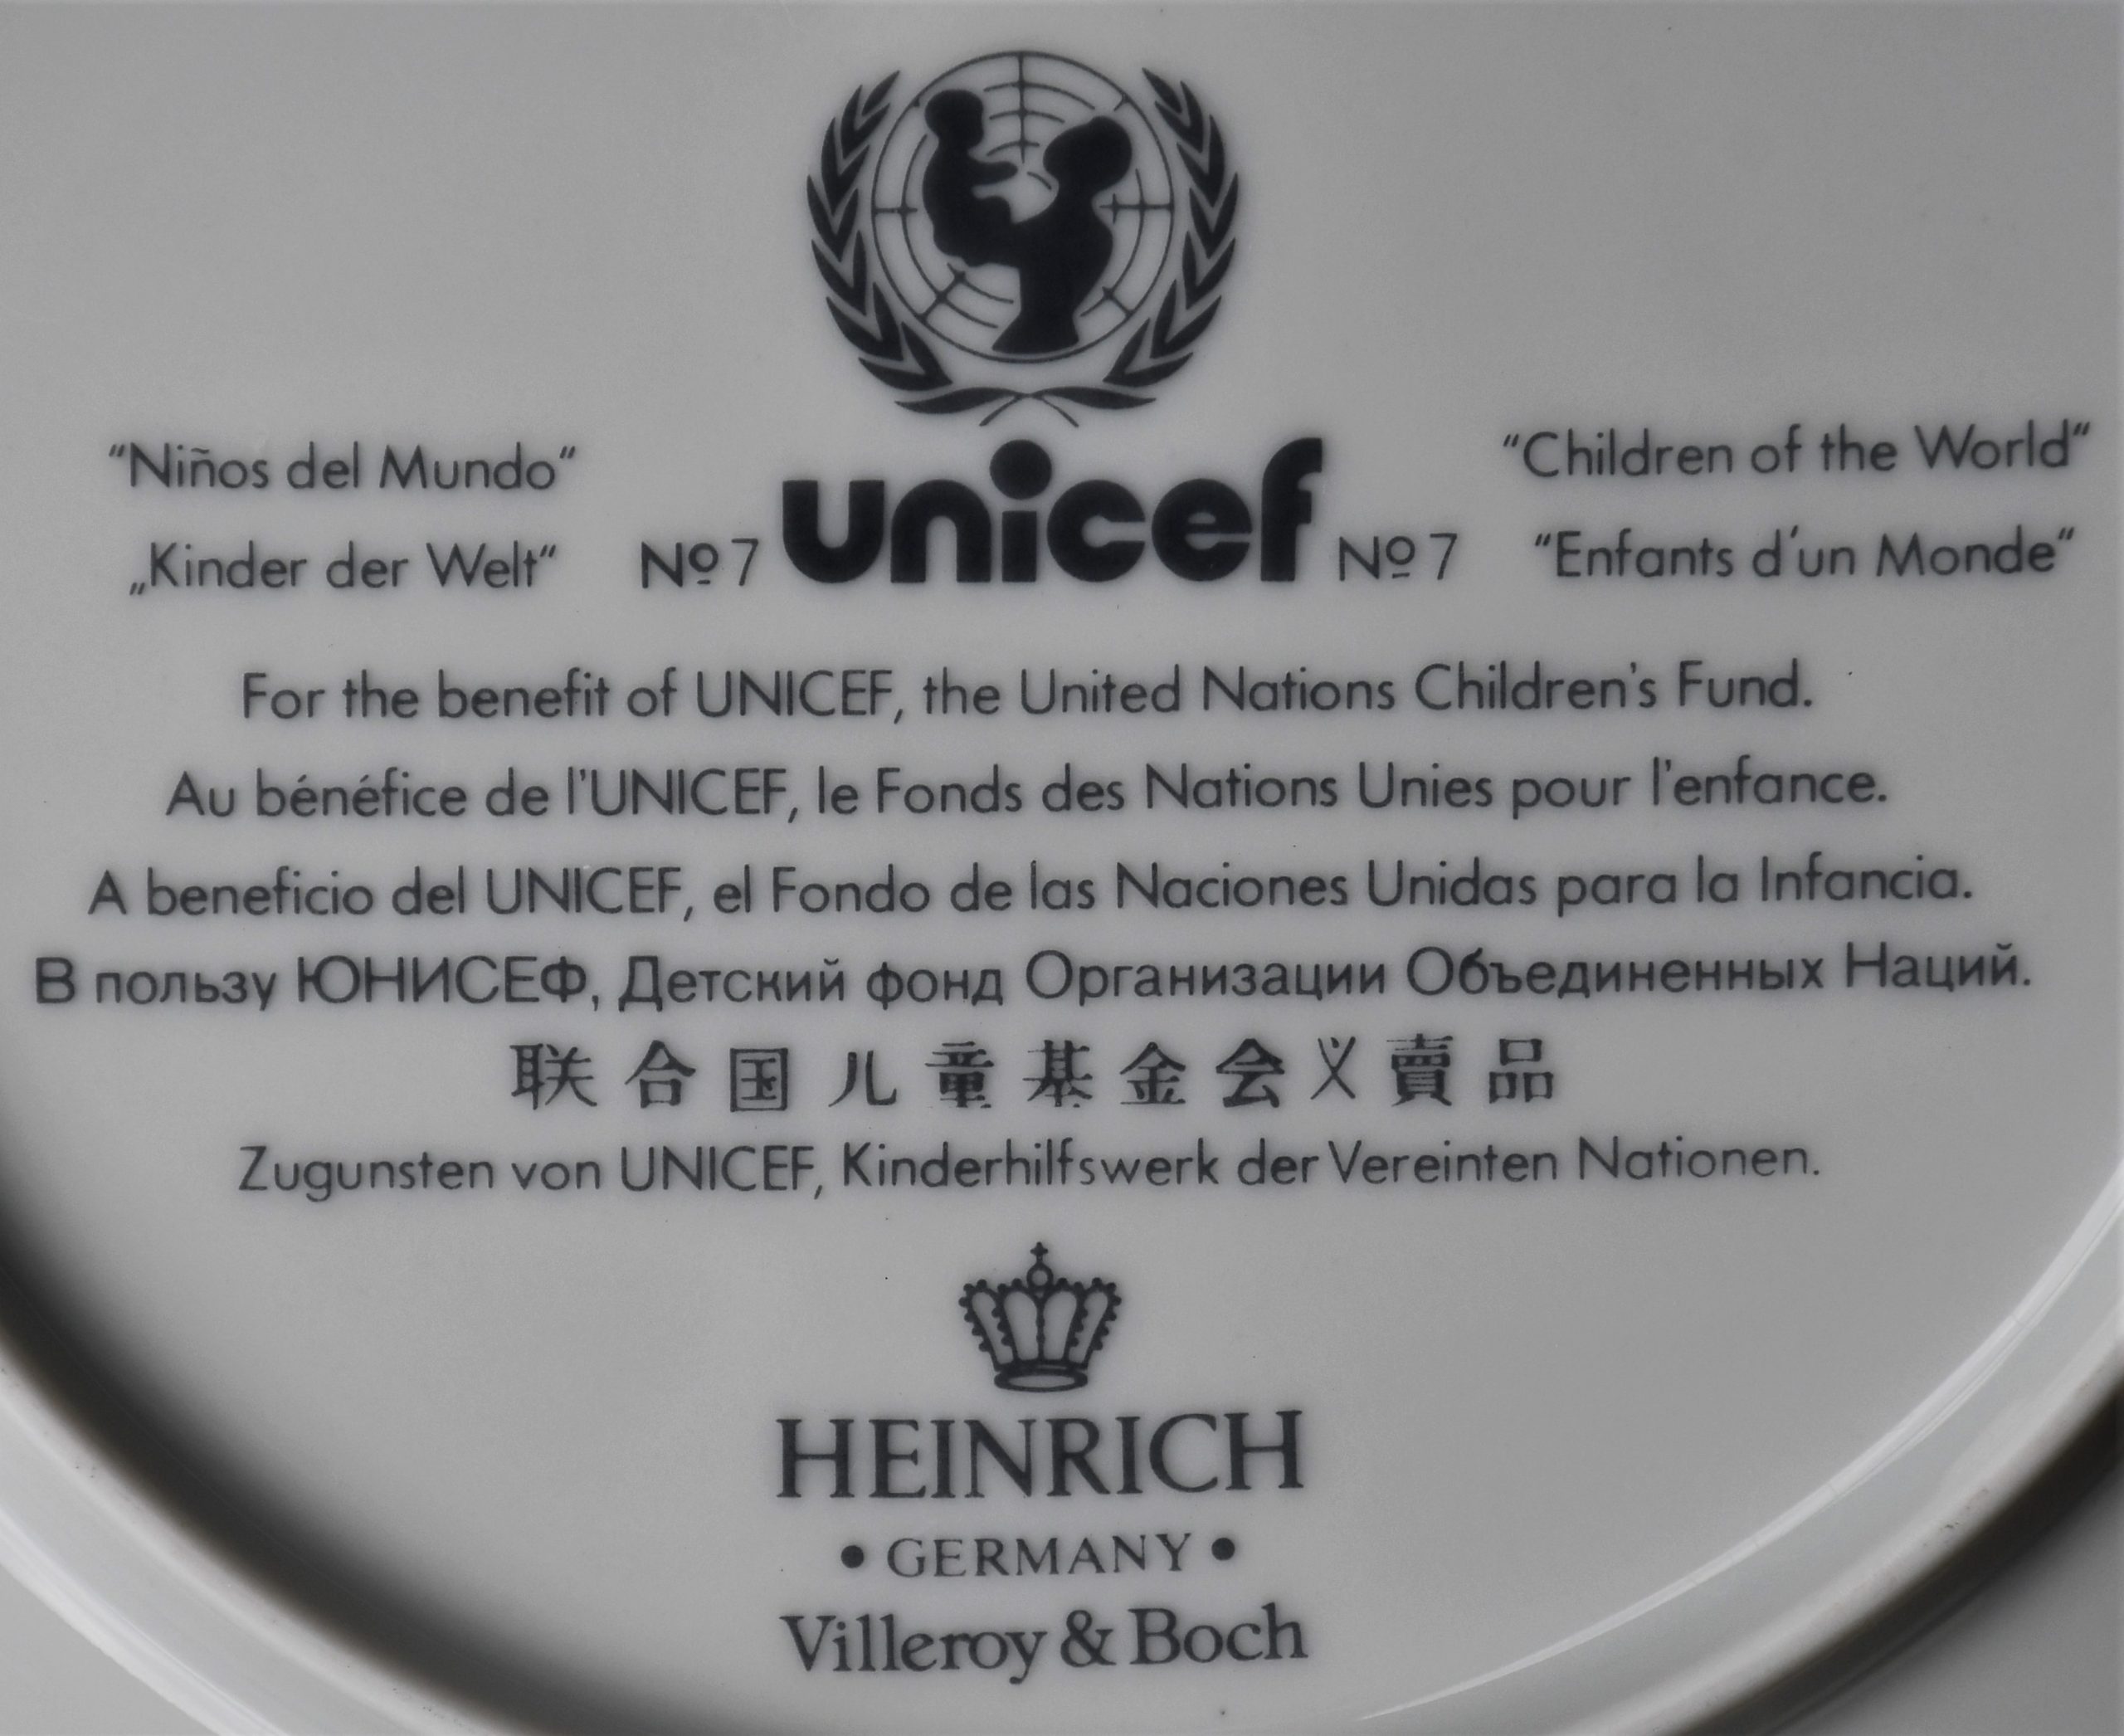 “Niños del Mundo“
„Kinder der Welt“
Nº 7 unicef Nº 7
“Children of the World“
“Enfants d'un Monde“
For the benefit of UNICEF, the United Nations Children's Fund.
Au bénéfice de l'UNICEF, le Fonds des Nations Unies pour l'enfance.
A beneficio del UNICEF, el Fondo de las Naciones Unidas para la Infancia.
В пользу ЮНИСЕФ, Детский фонд Организации Объединенных Наций.
联合国儿童基金会义賣品
Zugunsten von UNICEF, Kinderhilfswerk der Vereinten Nationen.
HEINRICH
• GERMANY •
Villeroy & Boch